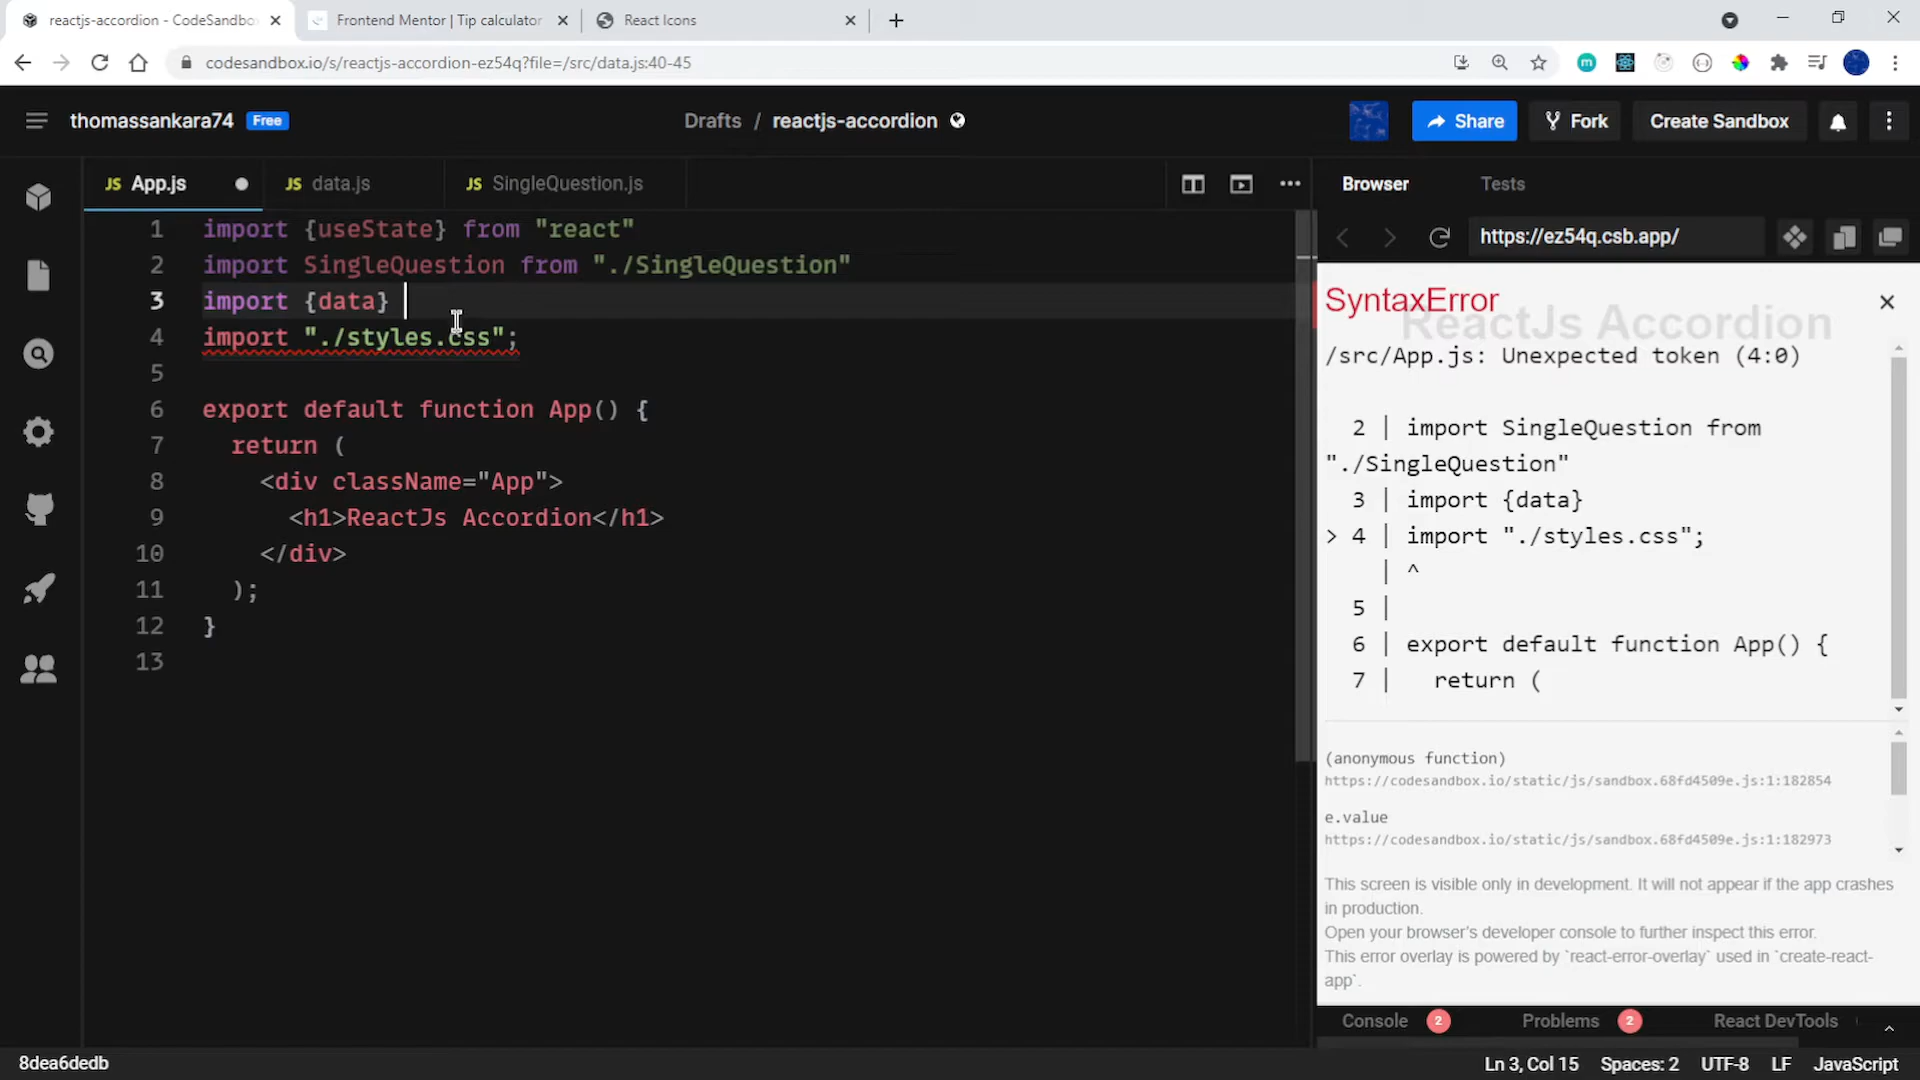 reactjs-accordion - CodeSandbo
Frontend Mentor | Tip calculator
React Icons
codesandbox.io/s/reactjs-accordion-ez54q?file=/src/data.js:40-45
thomassankara74 Free
Drafts / reactjs-accordion
Share
Fork
Create Sandbox
JS App.js
JS data.js
JS SingleQuestion.js
1 import {useState} from "react"
2 import SingleQuestion from "./SingleQuestion"
3 import {data}
4 import "./styles.css";
5
6 export default function App() {
7 return (
8 <div className="App">
9 <h1>ReactJs Accordion</h1>
10 </div>
11 );
12 }
13
Browser
Tests
https://ez54q.csb.app/
ReactJs Accordion
SyntaxError
/src/App.js: Unexpected token (4:0)
2 | import SingleQuestion from
"./SingleQuestion"
3 | import {data}
> 4 | import "./styles.css";
| ^
5 |
6 | export default function App() {
7 | return (
(anonymous function)
https://codesandbox.io/static/js/sandbox.68fd4509e.js:1:182854
e.value
https://codesandbox.io/static/js/sandbox.68fd4509e.js:1:182973
This screen is visible only in development. It will not appear if the app crashes
in production.
Open your browser's developer console to further inspect this error.
This error overlay is powered by `react-error-overlay` used in `create-react-
app`.
Console 2
Problems 2
React DevTools
8dea6dedb
Ln 3, Col 15
Spaces: 2
UTF-8
LF
JavaScript